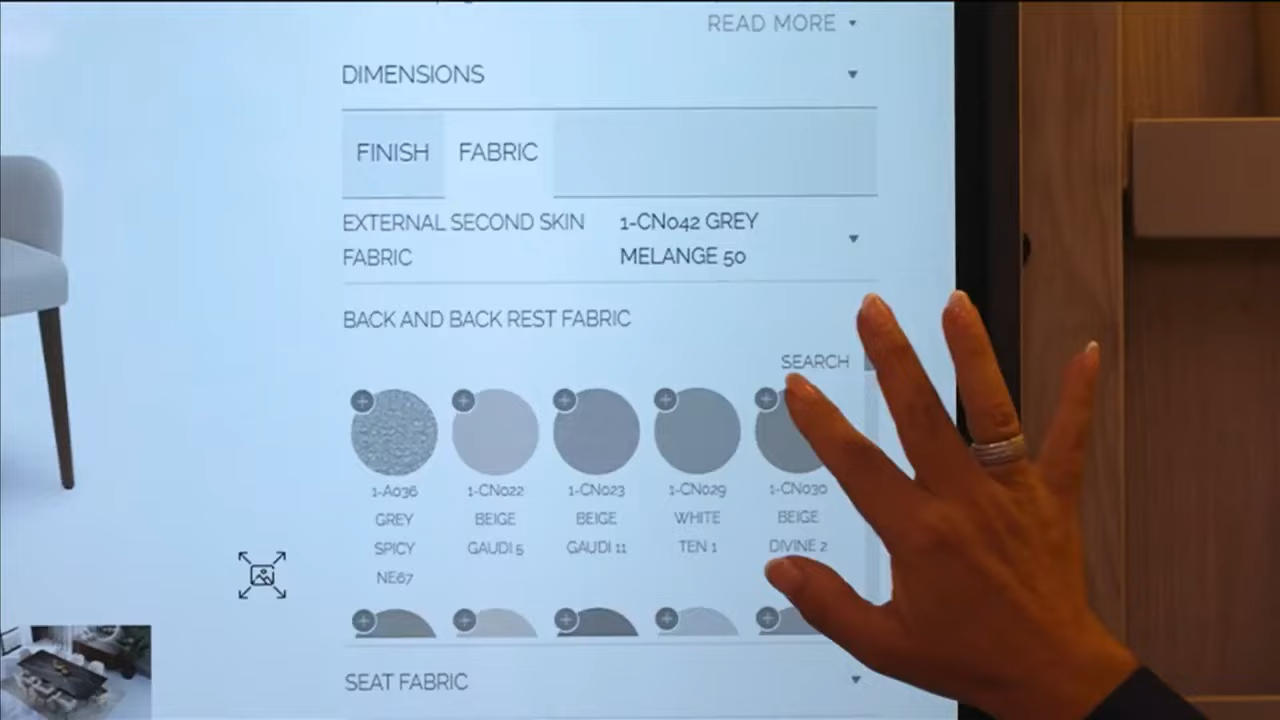 READ MORE
DIMENSIONS
FINISH FABRIC
EXTERNAL SECOND SKIN 1-CN042 GREY
FABRIC MELANGE 50
BACK AND BACK REST FABRIC
SEARCH
1-A036 1-CN022 1-CN023 1-CN029 1-CN030
GREY BEIGE BEIGE WHITE BEIGE
SPICY GAUDI 5 GAUDI 11 TEN 1 DIVINE 2
NE67
SEAT FABRIC